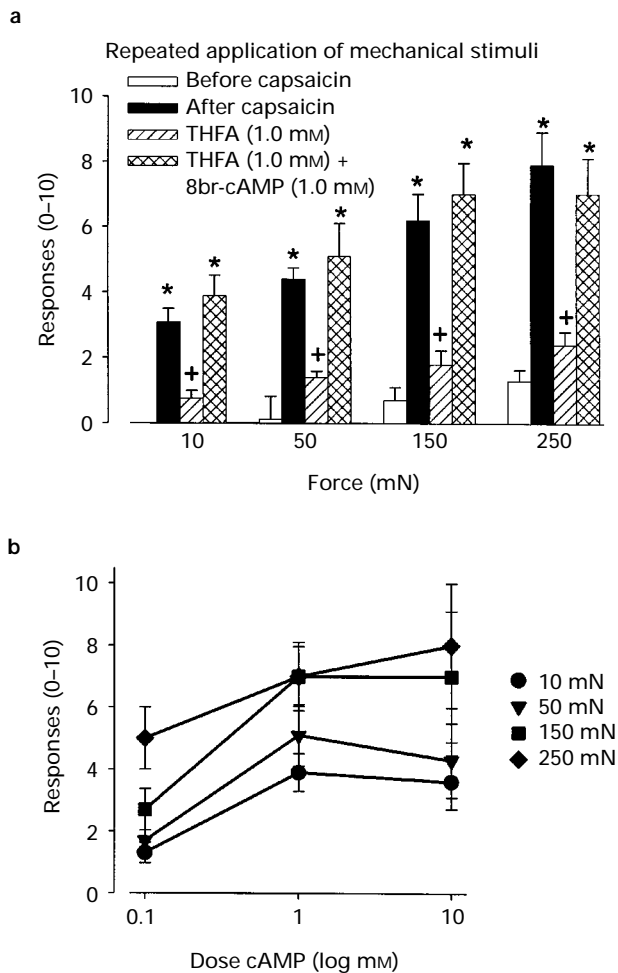 a
Repeated application of mechanical stimuli
Before capsaicin
After capsaicin
THFA (1.0 mM)
THFA (1.0 mM) +
8br-cAMP (1.0 mM)
Responses (0–10)
10
8
6
4
2
0
* * * * * * * *
+ + + +
10 50 150 250
Force (mN)
b
Responses (0–10)
10
8
6
4
2
0
10 mN
50 mN
150 mN
250 mN
0.1 1 10
Dose cAMP (log mM)